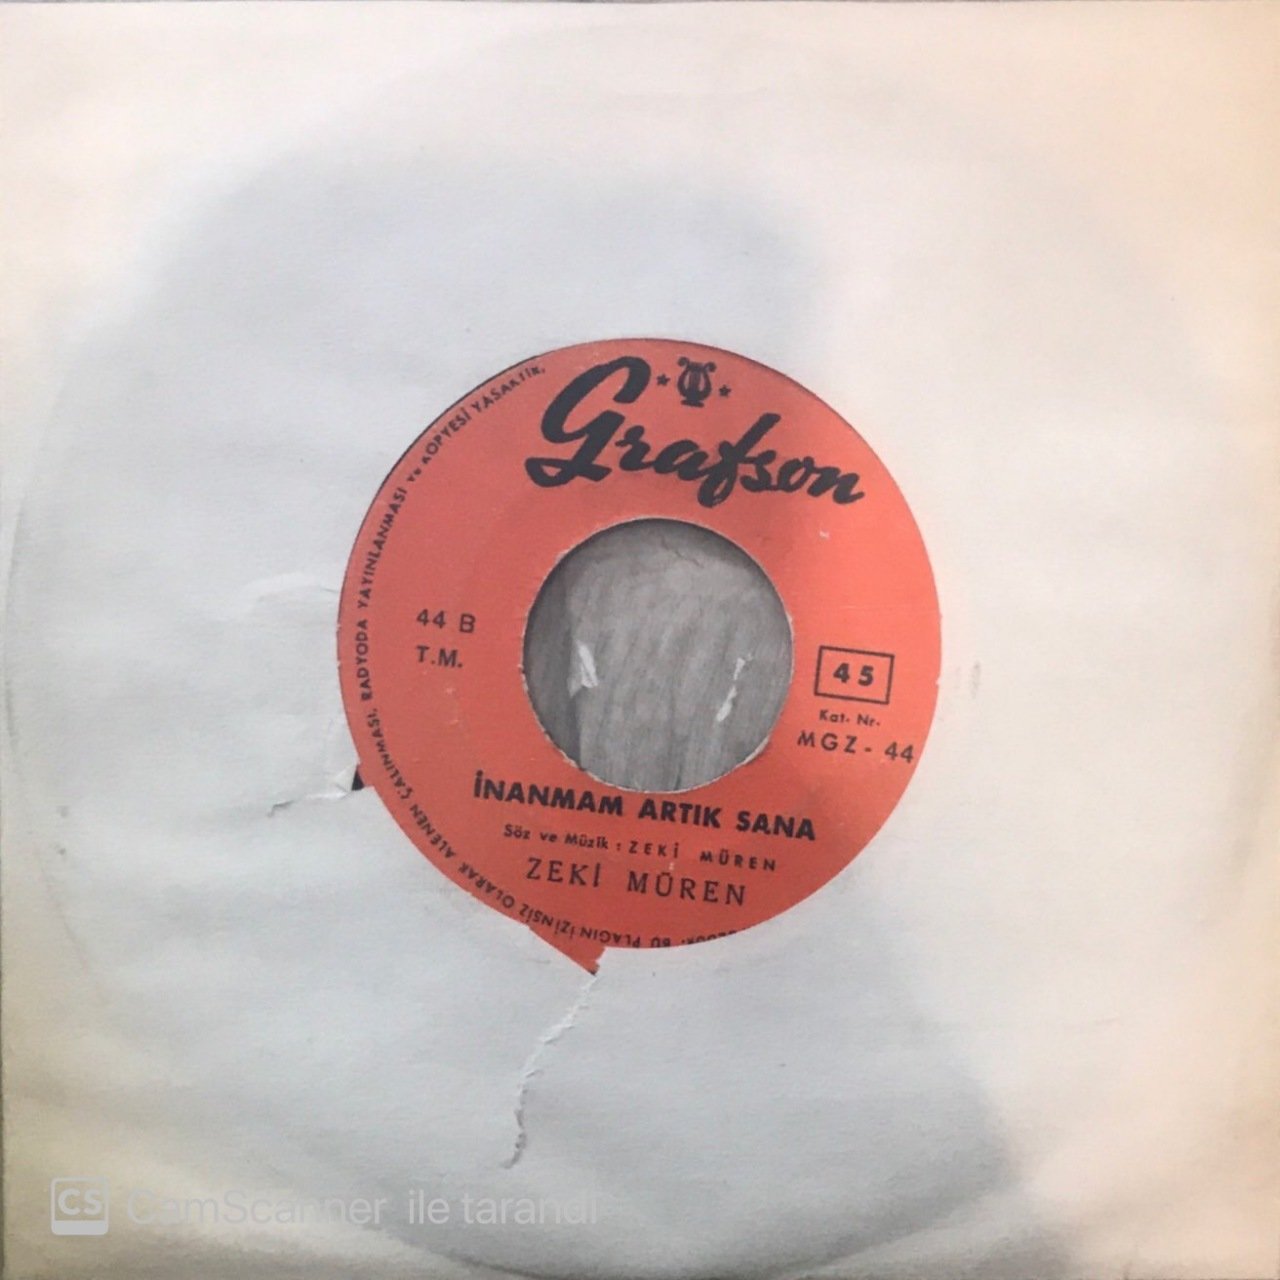 Grafson
44 B
T.M.
45
Kat. Nr.
MGZ - 44
İNANMAM ARTIK SANA
Söz ve Müzik : ZEKİ MÜREN
ZEKİ MÜREN
BU PLAĞIN İZİNSİZ OLARAK ALENEN ÇALINMASI, RADYODA YAYINLANMASI ve KOPYESİ YASAKTIR.
CS CamScanner ile tarandı